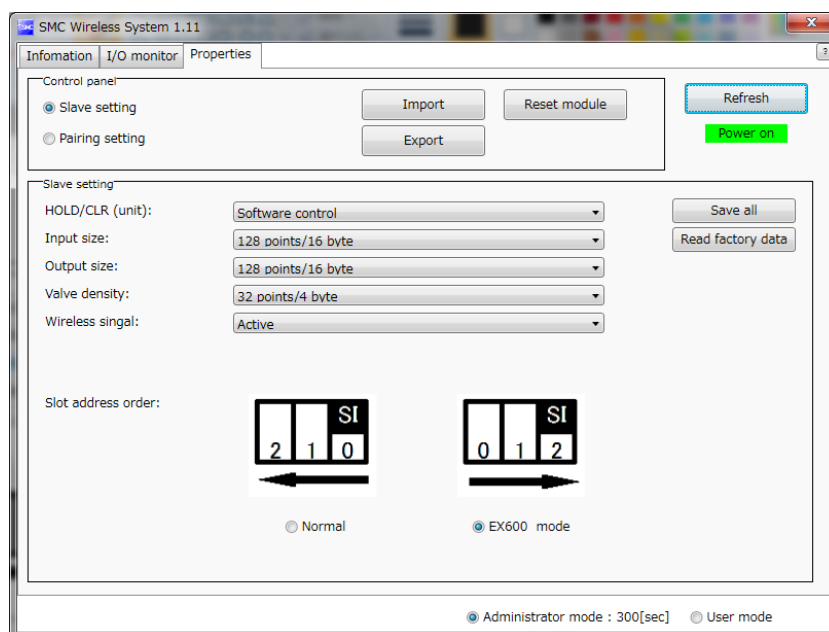 SMC SMC Wireless System 1.11
Infomation I/O monitor Properties ?
Control panel
Slave setting Import Reset module Refresh
Pairing setting Export Power on
Slave setting
HOLD/CLR (unit): Software control Save all
Input size: 128 points/16 byte Read factory data
Output size: 128 points/16 byte
Valve density: 32 points/4 byte
Wireless singal: Active
Slot address order:
SI SI
2 1 0 0 1 2
Normal EX600 mode
Administrator mode : 300[sec] User mode